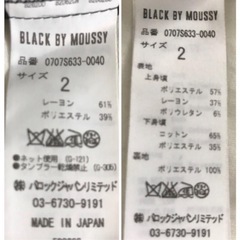 BLACK BY MOUSSY
品番 0707S633-0040
サイズ
2
レーヨン 61%
ポリエステル 39%
●ネット使用 (G-121)
●タンブラー乾燥禁止 (G-305)
㈱ バロックジャパンリミテッド
03-6730-9191
MADE IN JAPAN
BLACK BY MOUSSY
品番 0707S633-0040
サイズ
2
表地
上身頃
ポリエステル 57%
レーヨン 37%
ポリウレタン 6%
下身頃
コットン 65%
ポリエステル 35%
裏地
ポリエステル 100%
㈱ バロックジャパンリミテッド
03-6730-9191